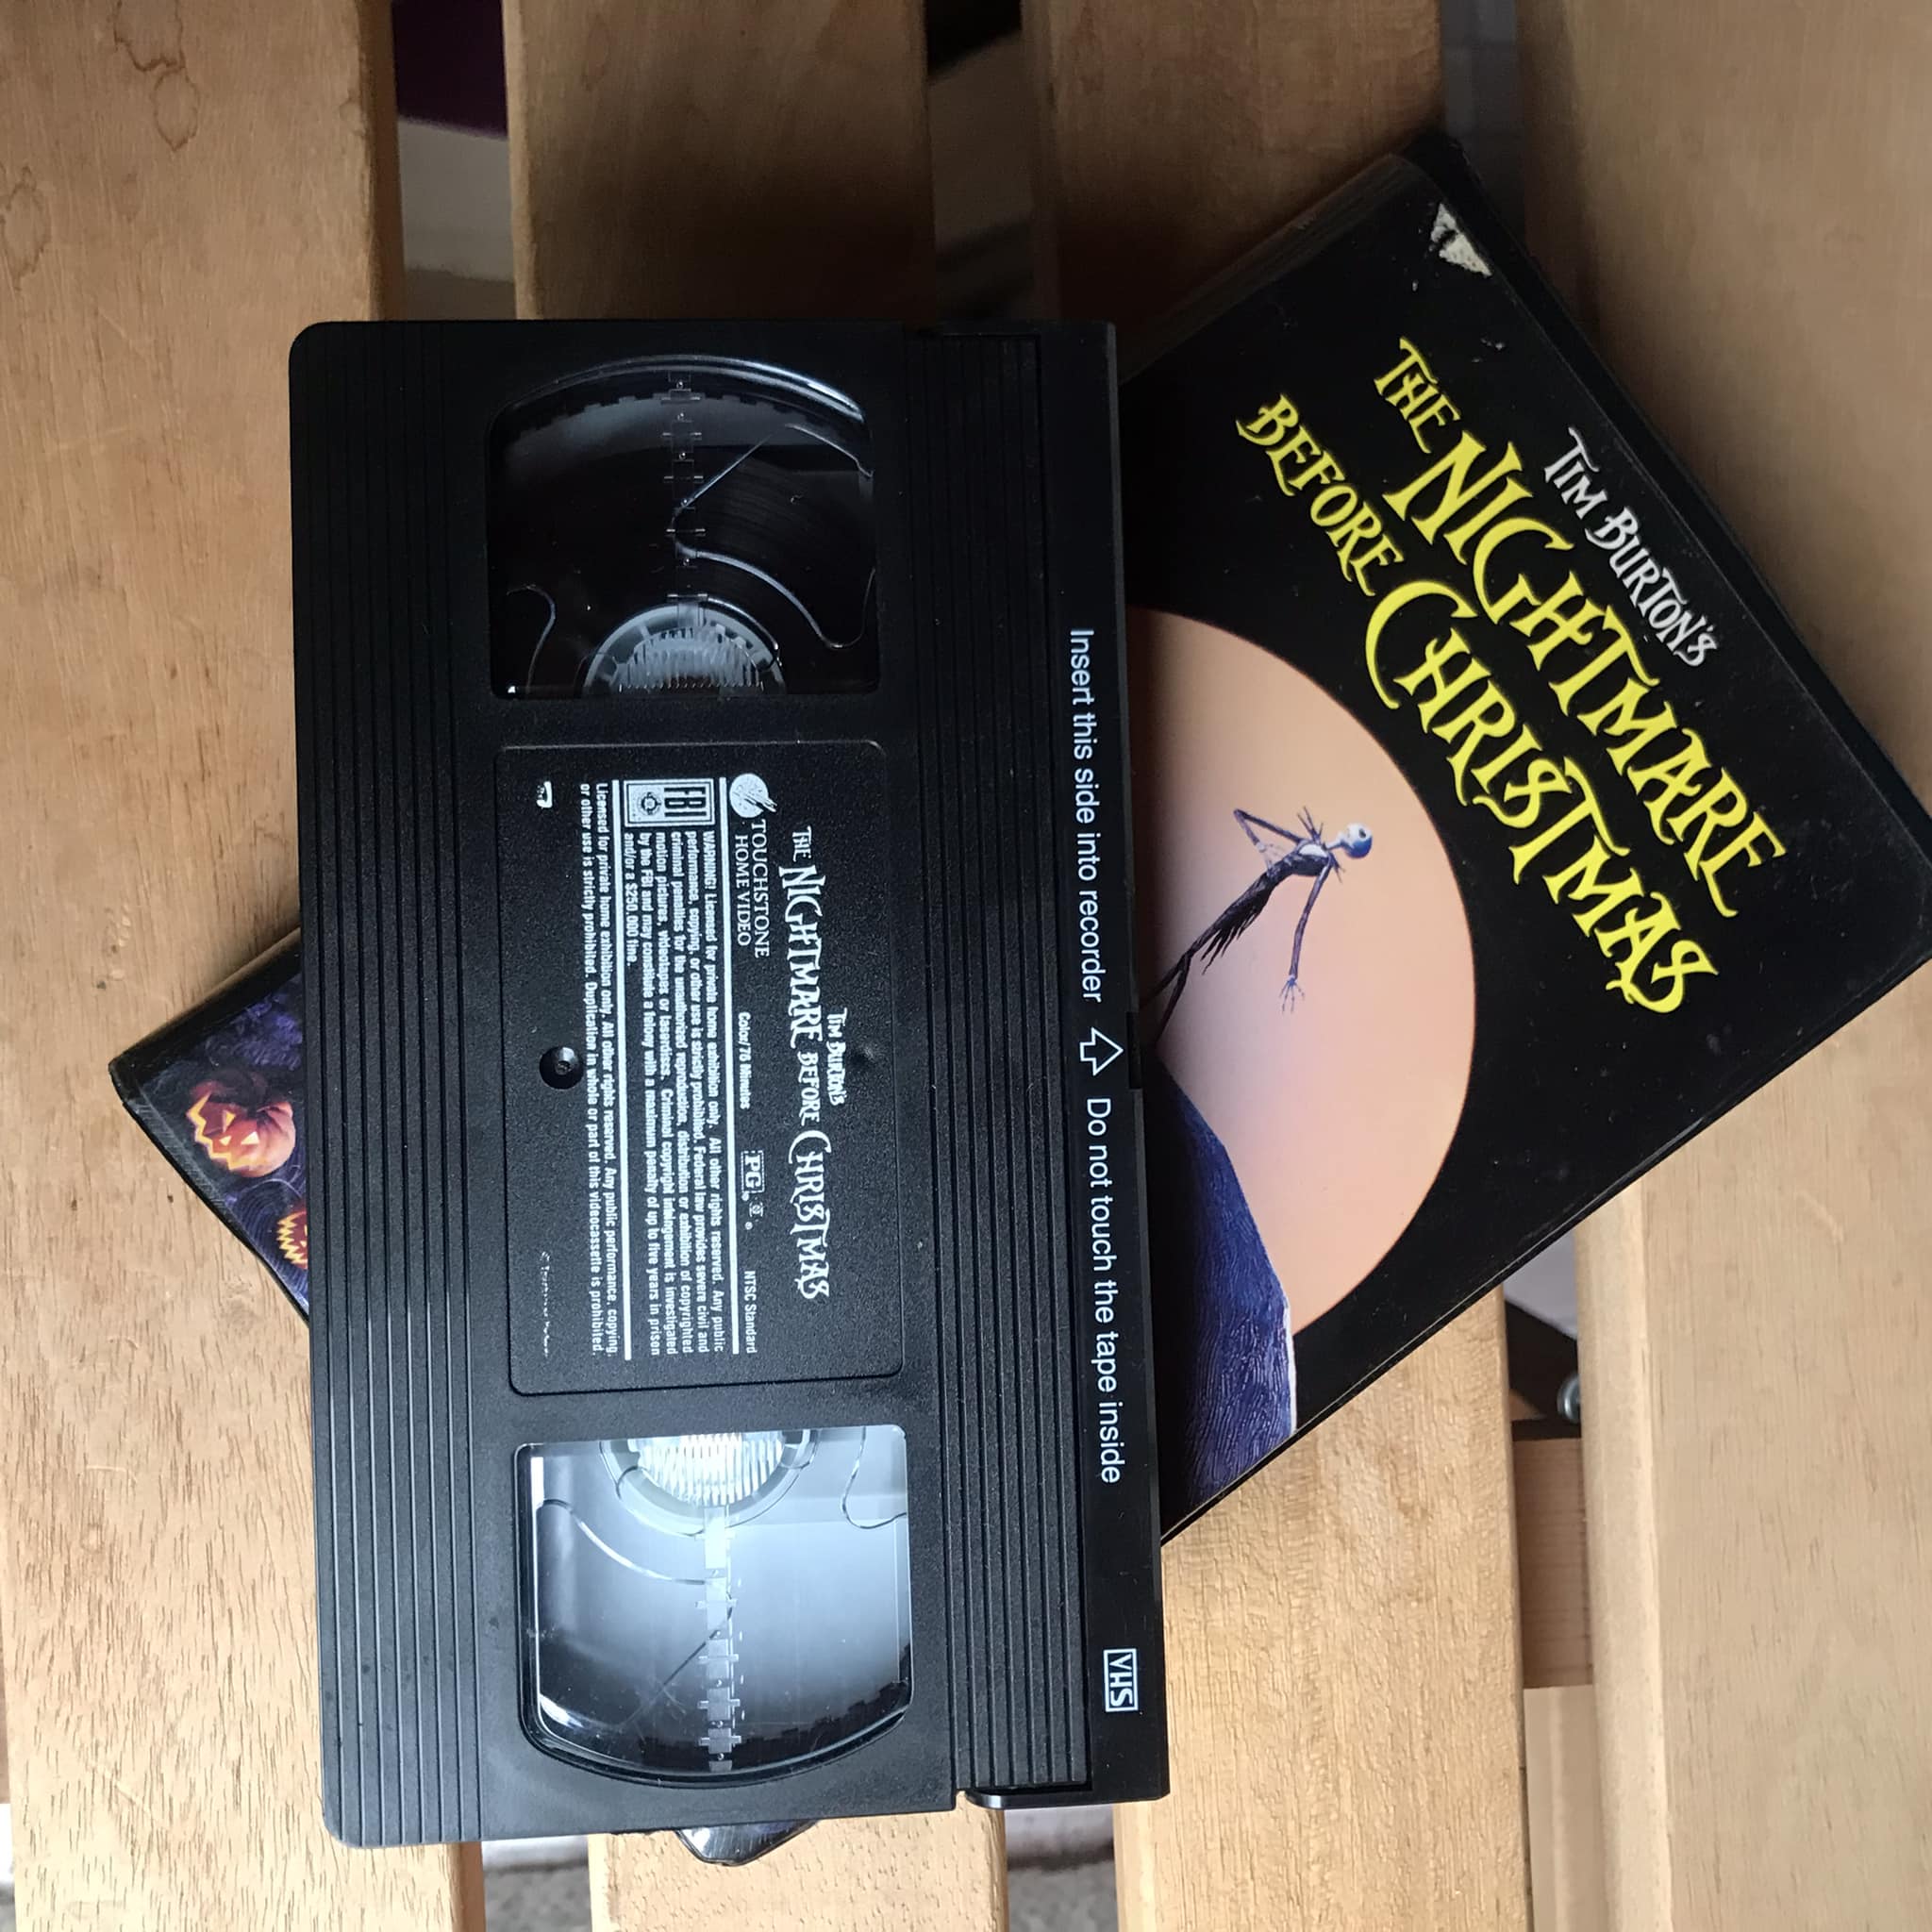 TIM BURTON'S
THE NIGHTMARE
BEFORE CHRISTMAS
Insert this side into recorder Do not touch the tape inside
VHS
TIM BURTON'S
THE NIGHTMARE BEFORE CHRISTMAS
TOUCHSTONE
HOME VIDEO
Color/76 Minutes
PG
NTSC Standard
FBI
WARNING! Licensed for private home exhibition only. All other rights reserved. Any public
performance, copying, or other use is strictly prohibited. Federal law provides severe civil and
criminal penalties for the unauthorized reproduction, distribution or exhibition of copyrighted
motion pictures, videotapes or laserdiscs. Criminal copyright infringement is investigated
by the FBI and may constitute a felony with a maximum penalty of up to five years in prison
and/or a $250,000 fine.
Licensed for private home exhibition only. All other rights reserved. Any public performance, copying,
or other use is strictly prohibited. Duplication in whole or part of this videocassette is prohibited.